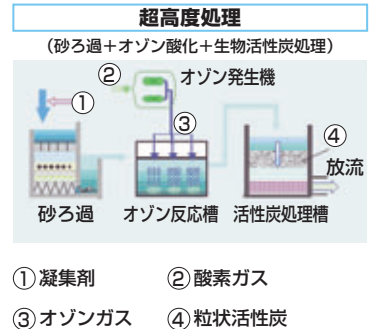 超高度処理
(砂ろ過+オゾン酸化+生物活性炭処理)
② オゾン発生機
①
③
④
放流
砂ろ過 オゾン反応槽 活性炭処理槽
①凝集剤 ②酸素ガス
③オゾンガス ④粒状活性炭